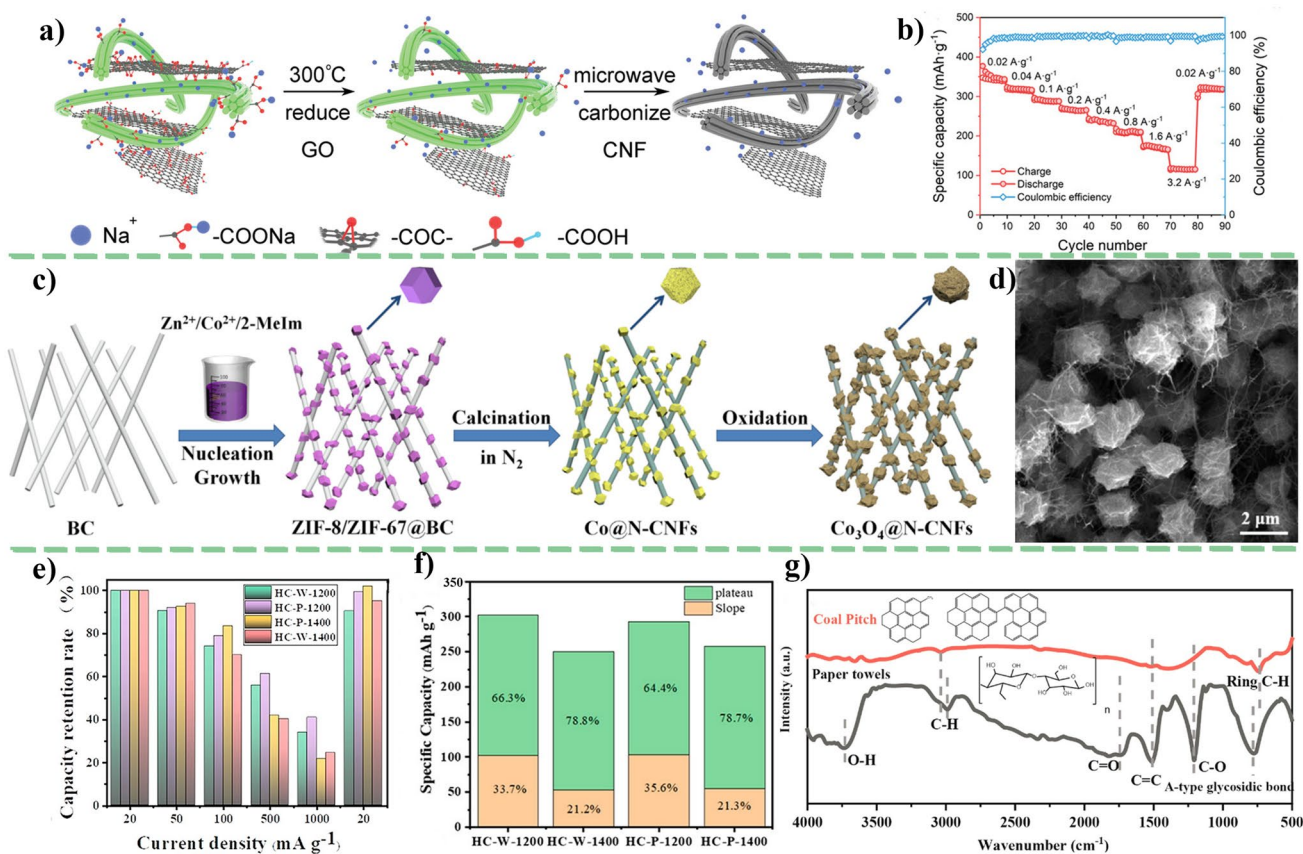 a)
300°C
reduce
GO
microwave
carbonize
CNF
Na+
-COONa
-COC-
-COOH
b)
Specific capacity (mAh·g-1)
500
400
300
200
100
0
0.02 A·g-1
0.04 A·g-1
0.1 A·g-1
0.2 A·g-1
0.4 A·g-1
0.8 A·g-1
1.6 A·g-1
3.2 A·g-1
0.02 A·g-1
Charge
Discharge
Coulombic efficiency
0 10 20 30 40 50 60 70 80 90
Cycle number
100
80
60
40
20
0
Coulombic efficiency (%)
c)
Zn2+/Co2+/2-MeIm
Nucleation
Growth
Calcination
in N2
Oxidation
BC
ZIF-8/ZIF-67@BC
Co@N-CNFs
Co3O4@N-CNFs
d)
2 μm
e)
Capacity retention rate (%)
100
80
60
40
20
0
HC-W-1200
HC-P-1200
HC-P-1400
HC-W-1400
20 50 100 500 1000 20
Current density (mA g-1)
f)
Specific Capacity (mAh g-1)
350
300
250
200
150
100
50
0
plateau
Slope
66.3%
78.8%
64.4%
78.7%
33.7%
21.2%
35.6%
21.3%
HC-W-1200 HC-W-1400 HC-P-1200 HC-P-1400
g)
Intensity (a.u.)
Coal Pitch
Paper towels
HO
OH
OH
n
Ring C-H
C-H
O-H
C=O
C=C
C-O
A-type glycosidic bond
4000 3500 3000 2500 2000 1500 1000 500
Wavenumber (cm-1)